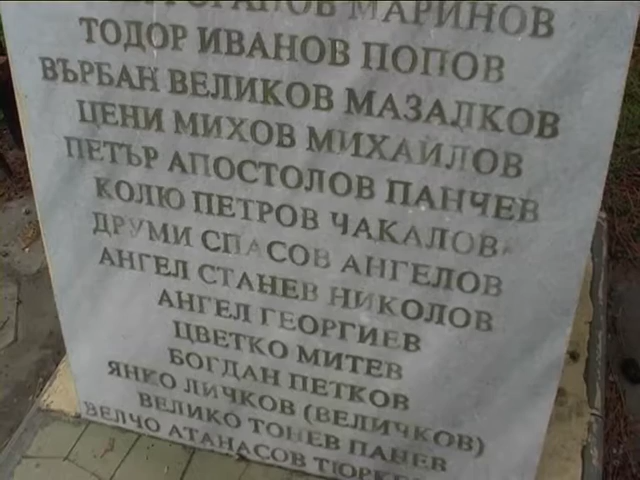 МАРИНОВ
ТОДОР ИВАНОВ ПОПОВ
ВЪРБАН ВЕЛИКОВ МАЗАЛКОВ
ЦЕНИ МИХОВ МИХАИЛОВ
ПЕТЪР АПОСТОЛОВ ПАНЧЕВ
КОЛЮ ПЕТРОВ ЧАКАЛОВ
ДРУМИ СПАСОВ АНГЕЛОВ
АНГЕЛ СТАНЕВ НИКОЛОВ
АНГЕЛ ГЕОРГИЕВ
ЦВЕТКО МИТЕВ
БОГДАН ПЕТКОВ
ЯНКО ЛИЧКОВ (ВЕЛИЧКОВ)
ВЕЛИКО ТОНЕВ ПАНЕВ
ВЕЛЧО АТАНАСОВ